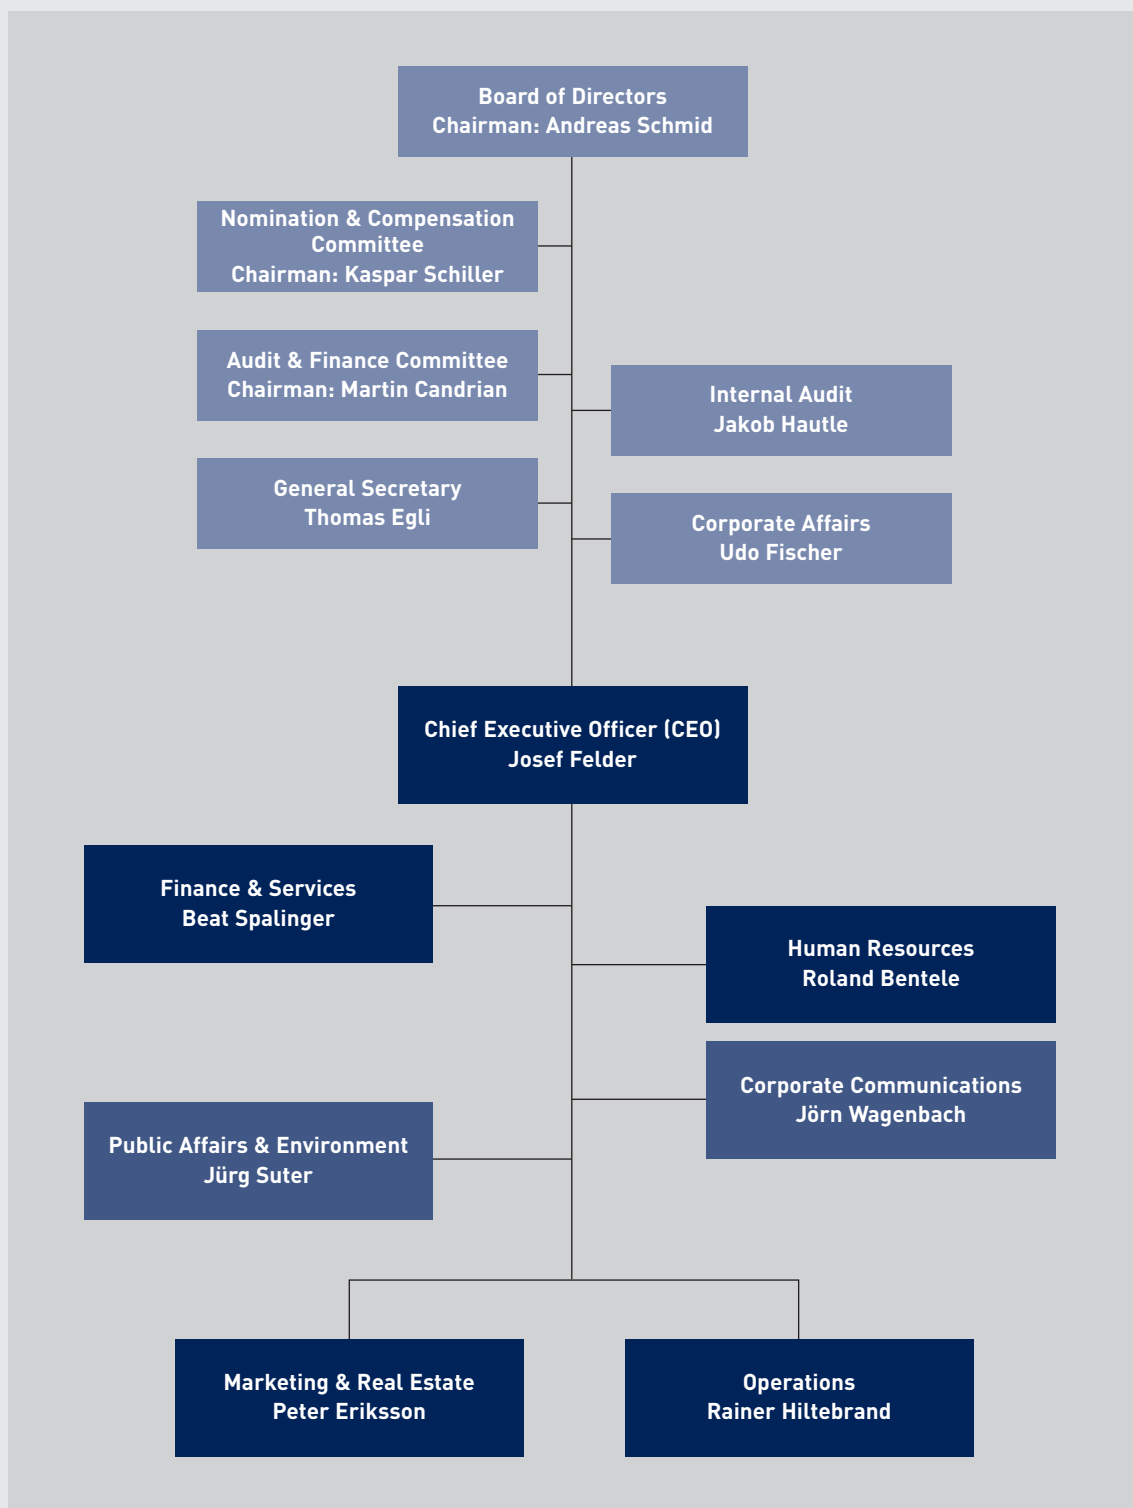 Board of Directors
Chairman: Andreas Schmid
Nomination & Compensation
Committee
Chairman: Kaspar Schiller
Audit & Finance Committee
Chairman: Martin Candrian
Internal Audit
Jakob Hautle
General Secretary
Thomas Egli
Corporate Affairs
Udo Fischer
Chief Executive Officer (CEO)
Josef Felder
Finance & Services
Beat Spalinger
Human Resources
Roland Bentele
Corporate Communications
Jörn Wagenbach
Public Affairs & Environment
Jürg Suter
Marketing & Real Estate
Peter Eriksson
Operations
Rainer Hiltebrand